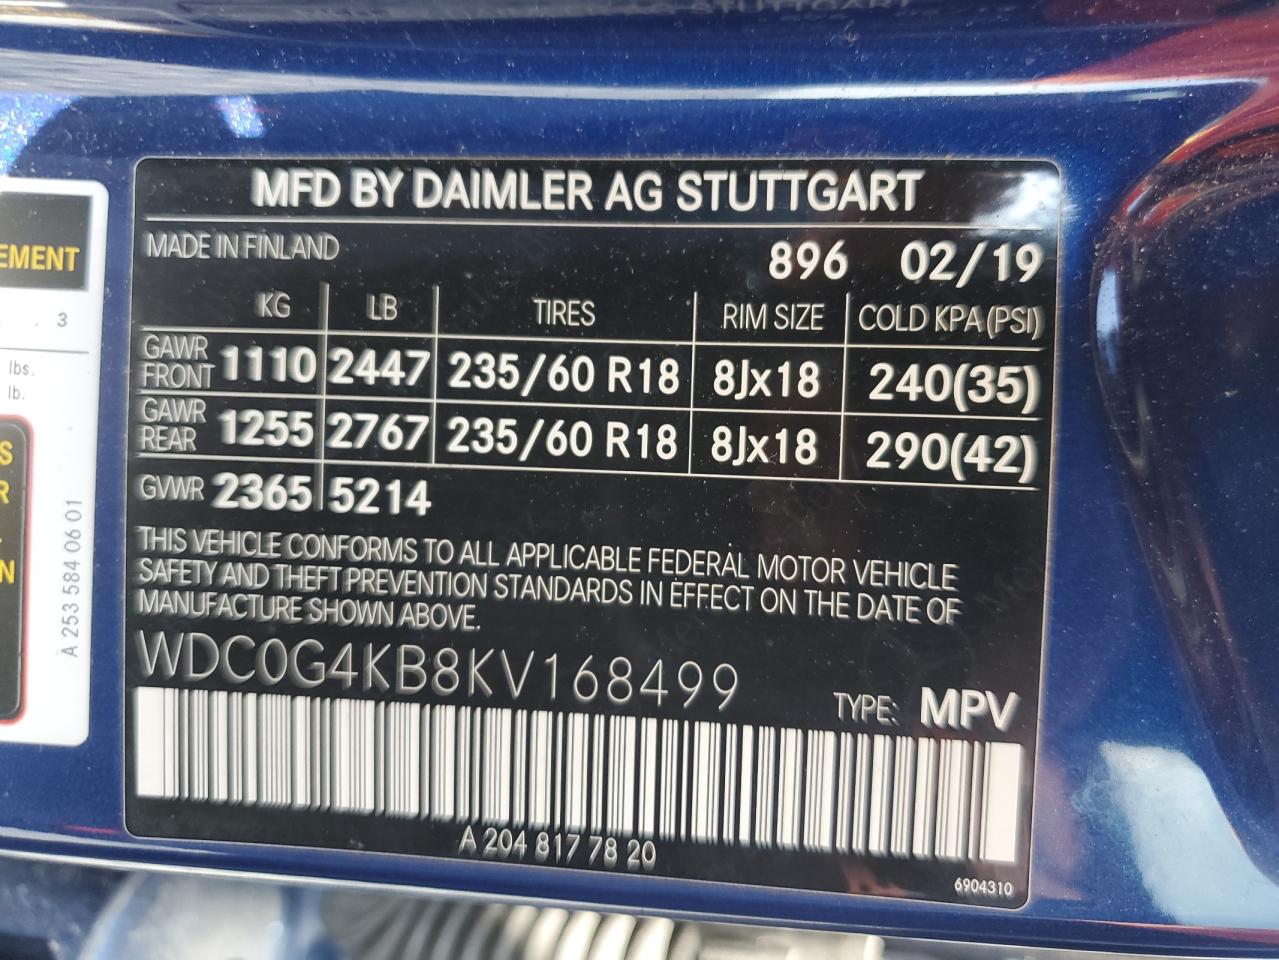 MFD BY DAIMLER AG STUTTGART
MADE IN FINLAND 896 02/19
KG LB TIRES RIM SIZE COLD KPA (PSI)
GAWR FRONT 1110 2447 235/60 R18 8Jx18 240(35)
GAWR REAR 1255 2767 235/60 R18 8Jx18 290(42)
GVWR 2365 5214
THIS VEHICLE CONFORMS TO ALL APPLICABLE FEDERAL MOTOR VEHICLE
SAFETY AND THEFT PREVENTION STANDARDS IN EFFECT ON THE DATE OF
MANUFACTURE SHOWN ABOVE.
WDC0G4KB8KV168499
TYPE: MPV
A 204 817 78 20
6904310
EMENT
. 3
lbs.
lb.
S
R
N
A 253 584 06 01